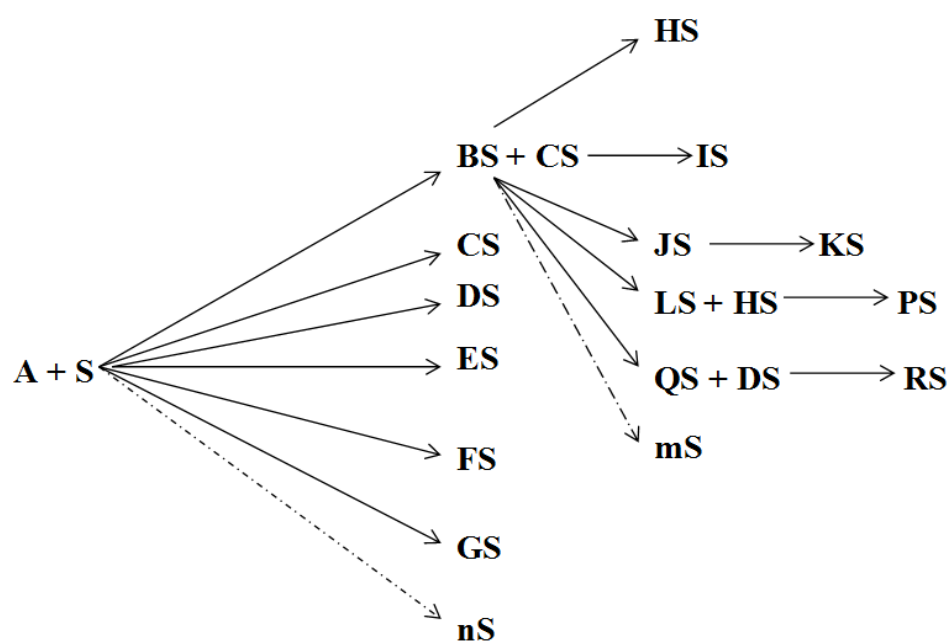 HS
BS + CS IS
CS
JS KS
DS
LS + HS PS
A + S
ES
QS + DS RS
mS
FS
GS
nS